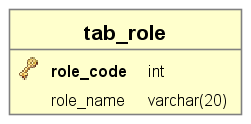 tab_role
role_code int
role_name varchar(20)